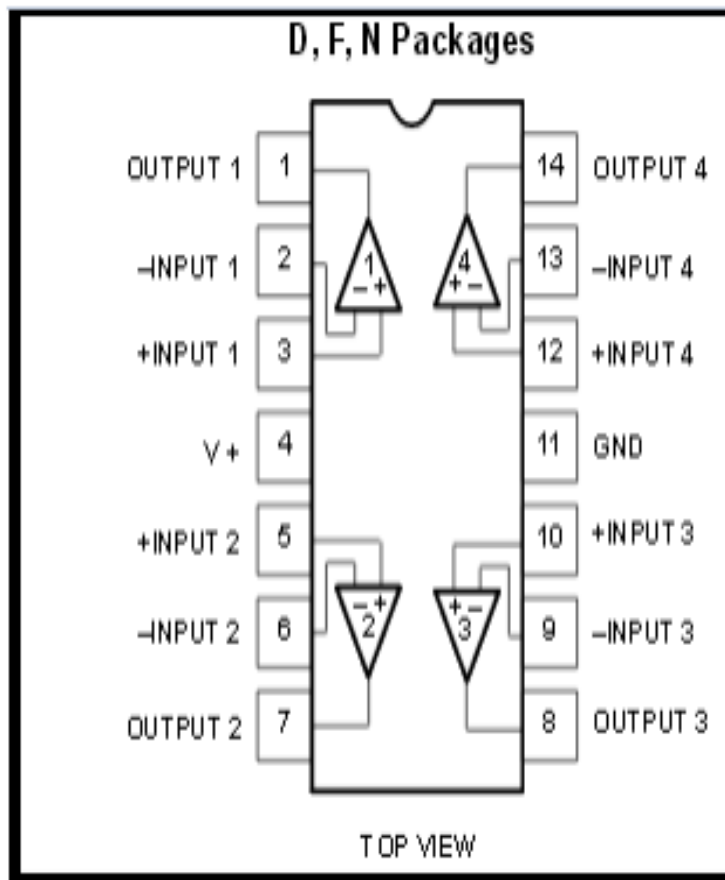 D, F, N Packages
OUTPUT 1 1 14 OUTPUT 4
–INPUT 1 2 1 4 13 –INPUT 4
– + + –
+INPUT 1 3 12 +INPUT 4
V + 4 11 GND
+INPUT 2 5 10 +INPUT 3
– + + –
–INPUT 2 6 2 3 9 –INPUT 3
OUTPUT 2 7 8 OUTPUT 3
TOP VIEW